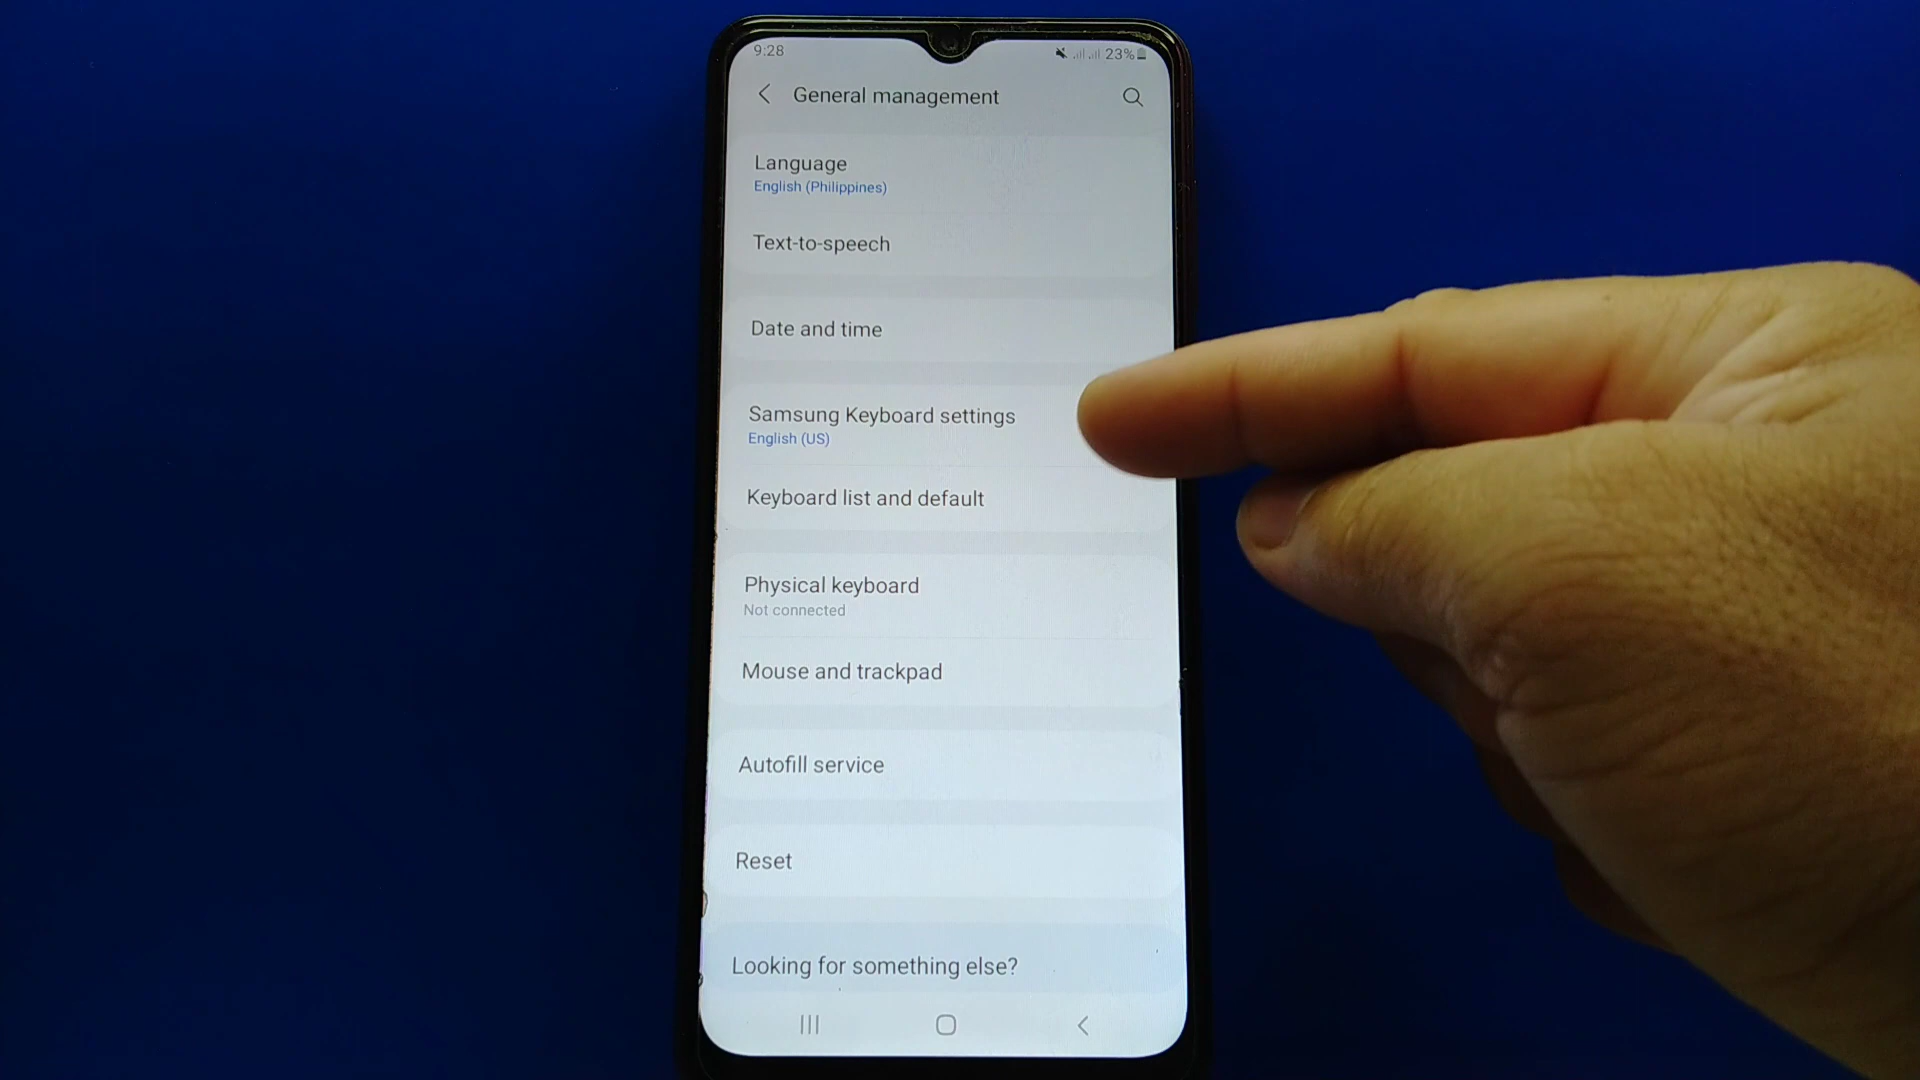 9:28
23%
General management
Language
English (Philippines)
Text-to-speech
Date and time
Samsung Keyboard settings
English (US)
Keyboard list and default
Physical keyboard
Not connected
Mouse and trackpad
Autofill service
Reset
Looking for something else?